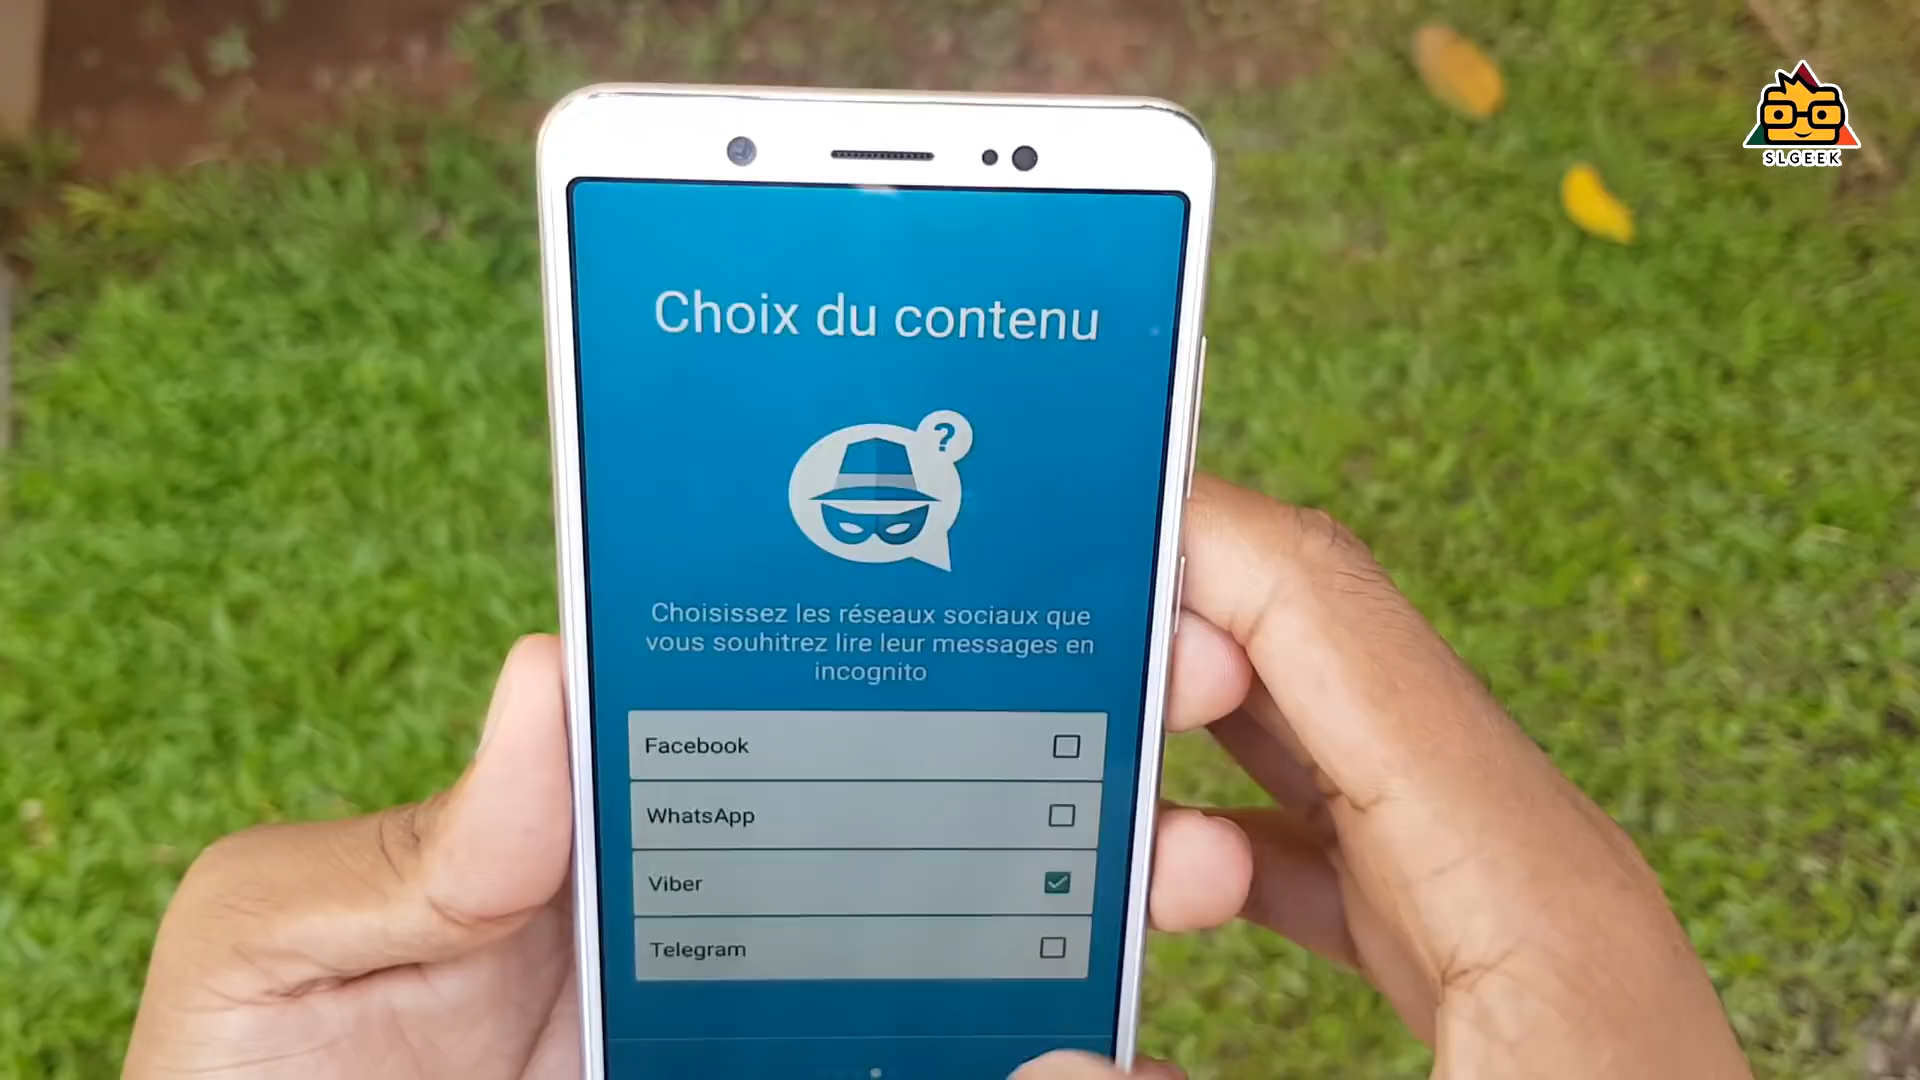 SLGEEK
Choix du contenu
?
Choisissez les réseaux sociaux que
vous souhitrez lire leur messages en
incognito
Facebook
WhatsApp
Viber
Telegram